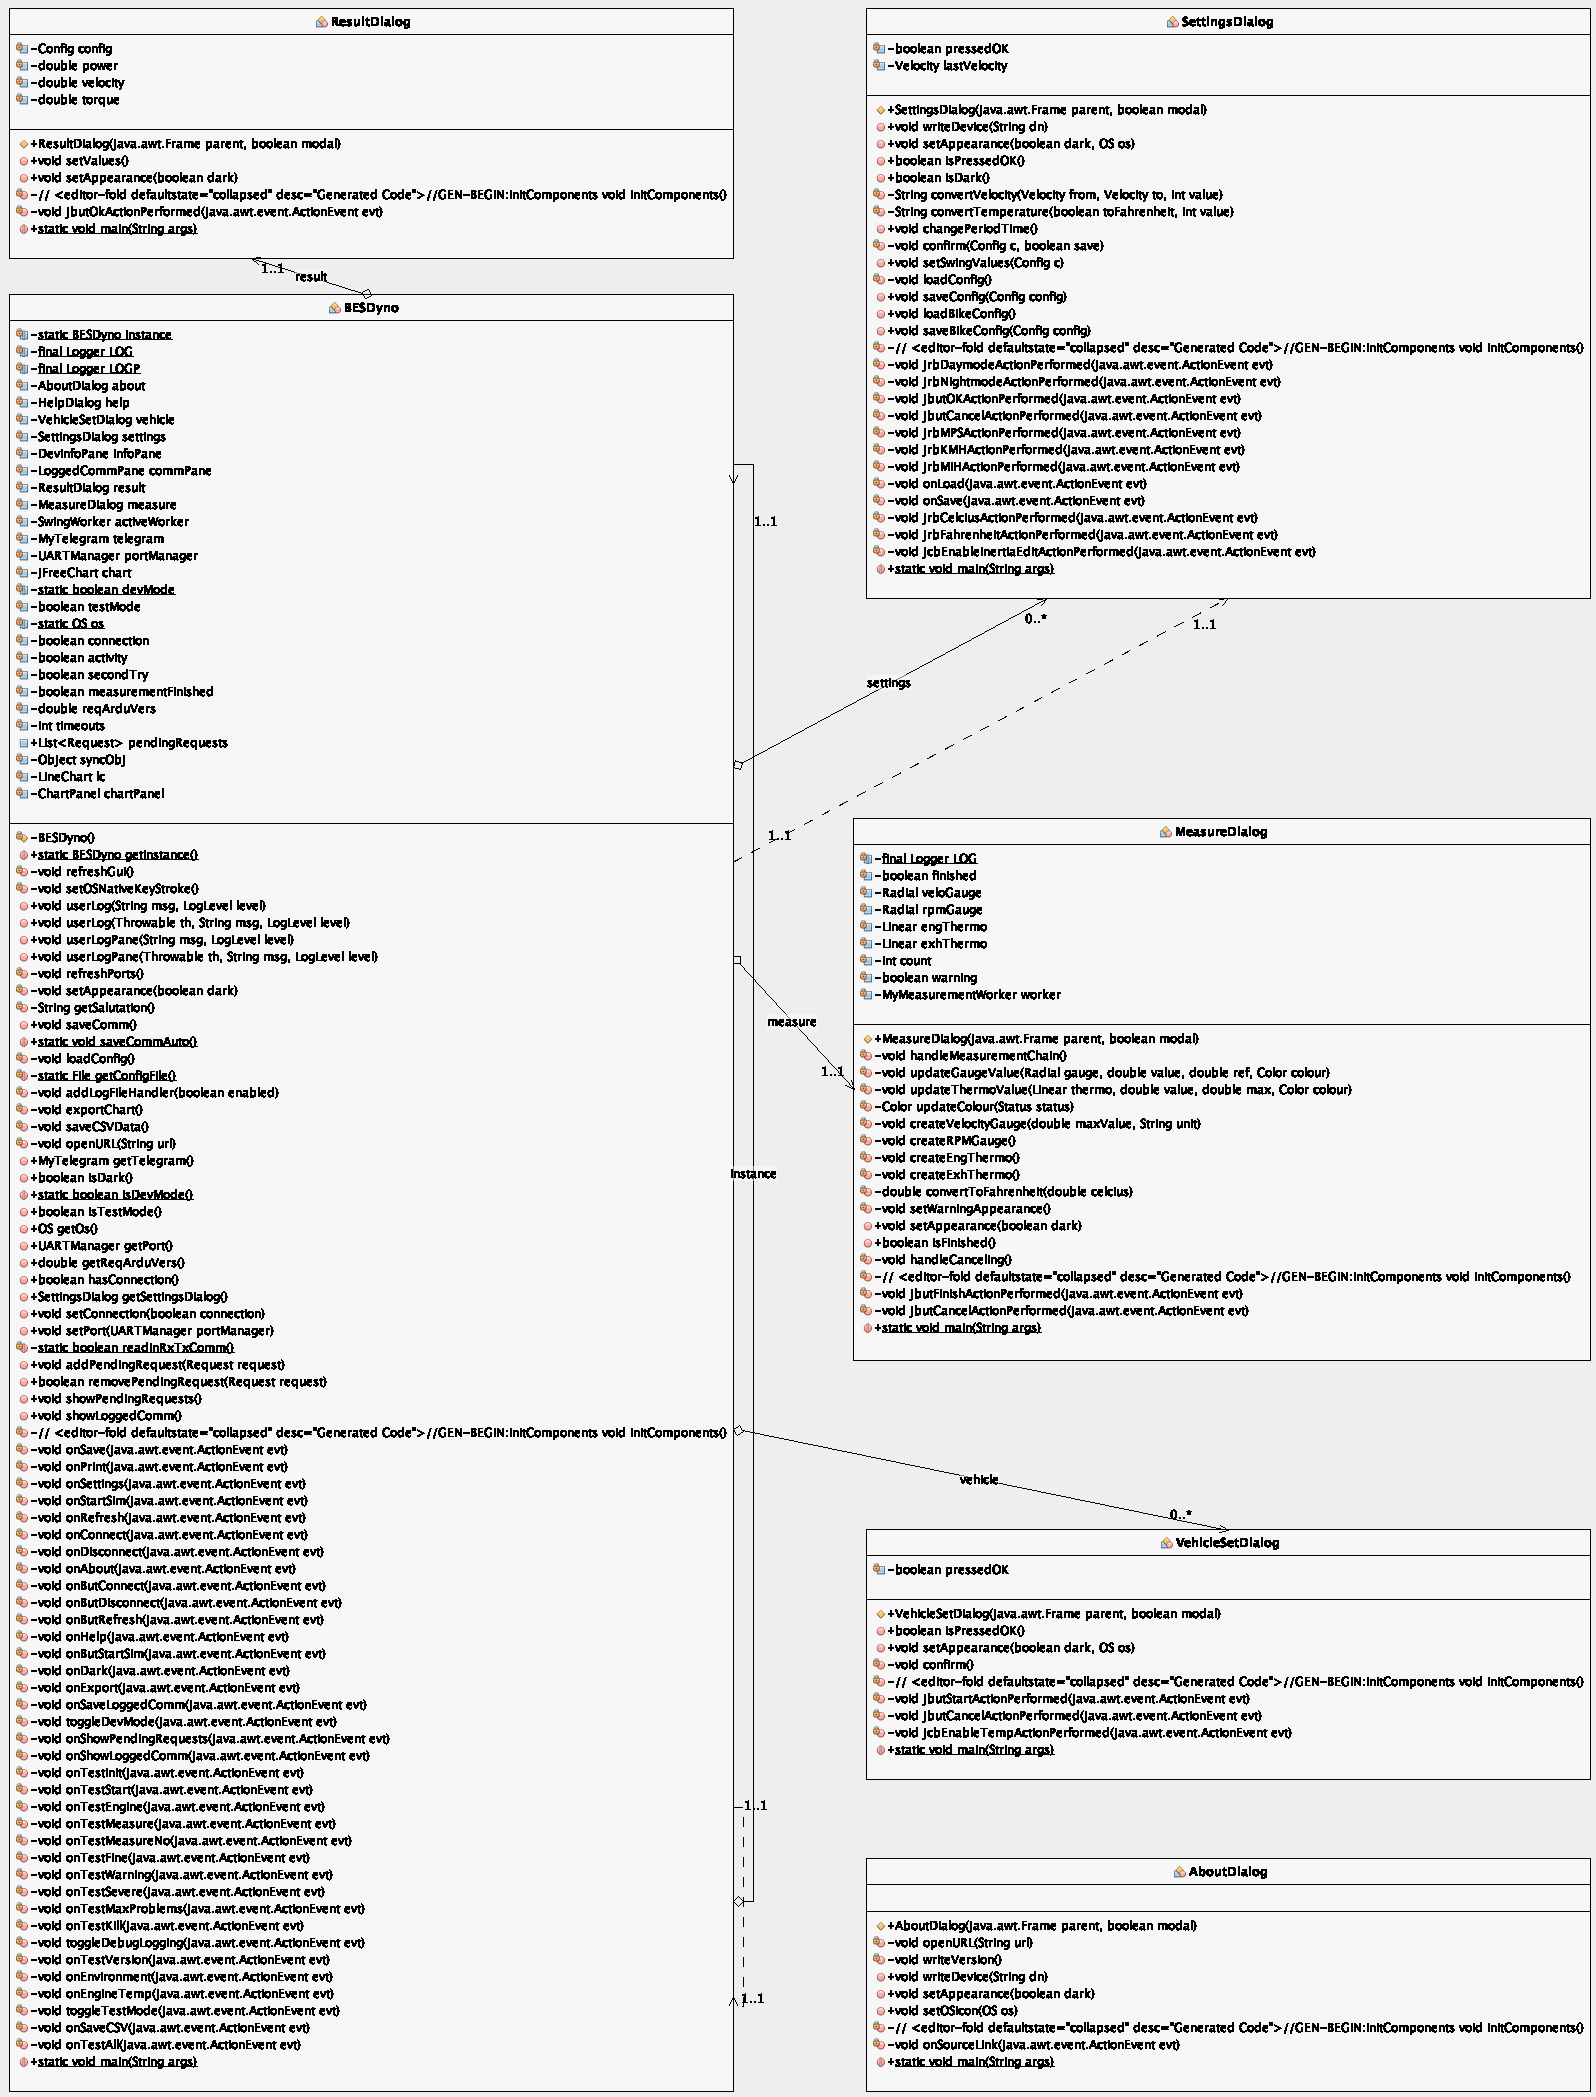 ResultDialog
-Config config
-double power
-double velocity
-double torque
+ResultDialog(java.awt.Frame parent, boolean modal)
+void setValues()
+void setAppearance(boolean dark)
-// <editor-fold defaultstate="collapsed" desc="Generated Code">//GEN-BEGIN:initComponents void initComponents()
-void jbutOkActionPerformed(java.awt.event.ActionEvent evt)
+static void main(String args)
1..1
result
BESDyno
-static BESDyno instance
-final Logger LOG
-final Logger LOGP
-AboutDialog about
-HelpDialog help
-VehicleSetDialog vehicle
-SettingsDialog settings
-DevInfoPane infoPane
-LoggedCommPane commPane
-ResultDialog result
-MeasureDialog measure
-SwingWorker activeWorker
-MyTelegram telegram
-UARTManager portManager
-JFreeChart chart
-static boolean devMode
-boolean testMode
-static OS os
-boolean connection
-boolean activity
-boolean secondTry
-boolean measurementFinished
-double reqArduVers
-int timeouts
+List<Request> pendingRequests
-Object syncObj
-LineChart lc
-ChartPanel chartPanel
-BESDyno()
+static BESDyno getInstance()
-void refreshGui()
-void setOSNativeKeyStroke()
+void userLog(String msg, LogLevel level)
+void userLog(Throwable th, String msg, LogLevel level)
+void userLogPane(String msg, LogLevel level)
+void userLogPane(Throwable th, String msg, LogLevel level)
-void refreshPorts()
-void setAppearance(boolean dark)
-String getSalutation()
+void saveComm()
+static void saveCommAuto()
-void loadConfig()
-static File getConfigFile()
-void addLogFileHandler(boolean enabled)
-void exportChart()
-void saveCSVData()
-void openURL(String url)
+MyTelegram getTelegram()
+boolean isDark()
+static boolean isDevMode()
+boolean isTestMode()
+OS getOs()
+UARTManager getPort()
+double getReqArduVers()
+boolean hasConnection()
+SettingsDialog getSettingsDialog()
+void setConnection(boolean connection)
+void setPort(UARTManager portManager)
-static boolean readInRxTxComm()
+void addPendingRequest(Request request)
+boolean removePendingRequest(Request request)
+void showPendingRequests()
+void showLoggedComm()
-// <editor-fold defaultstate="collapsed" desc="Generated Code">//GEN-BEGIN:initComponents void initComponents()
-void onSave(java.awt.event.ActionEvent evt)
-void onPrint(java.awt.event.ActionEvent evt)
-void onSettings(java.awt.event.ActionEvent evt)
-void onStartSim(java.awt.event.ActionEvent evt)
-void onRefresh(java.awt.event.ActionEvent evt)
-void onConnect(java.awt.event.ActionEvent evt)
-void onDisconnect(java.awt.event.ActionEvent evt)
-void onAbout(java.awt.event.ActionEvent evt)
-void onButConnect(java.awt.event.ActionEvent evt)
-void onButDisconnect(java.awt.event.ActionEvent evt)
-void onButRefresh(java.awt.event.ActionEvent evt)
-void onHelp(java.awt.event.ActionEvent evt)
-void onButStartSim(java.awt.event.ActionEvent evt)
-void onDark(java.awt.event.ActionEvent evt)
-void onExport(java.awt.event.ActionEvent evt)
-void onSaveLoggedComm(java.awt.event.ActionEvent evt)
-void toggleDevMode(java.awt.event.ActionEvent evt)
-void onShowPendingRequests(java.awt.event.ActionEvent evt)
-void onShowLoggedComm(java.awt.event.ActionEvent evt)
-void onTestInit(java.awt.event.ActionEvent evt)
-void onTestStart(java.awt.event.ActionEvent evt)
-void onTestEngine(java.awt.event.ActionEvent evt)
-void onTestMeasure(java.awt.event.ActionEvent evt)
-void onTestMeasureNo(java.awt.event.ActionEvent evt)
-void onTestFine(java.awt.event.ActionEvent evt)
-void onTestWarning(java.awt.event.ActionEvent evt)
-void onTestSevere(java.awt.event.ActionEvent evt)
-void onTestMaxProblems(java.awt.event.ActionEvent evt)
-void onTestKill(java.awt.event.ActionEvent evt)
-void toggleDebugLogging(java.awt.event.ActionEvent evt)
-void onTestVersion(java.awt.event.ActionEvent evt)
-void onEnvironment(java.awt.event.ActionEvent evt)
-void onEngineTemp(java.awt.event.ActionEvent evt)
-void toggleTestMode(java.awt.event.ActionEvent evt)
-void onSaveCSV(java.awt.event.ActionEvent evt)
-void onTestAll(java.awt.event.ActionEvent evt)
+static void main(String args)
1..1
instance
1..1
1..1
SettingsDialog
-boolean pressedOK
-Velocity lastVelocity
+SettingsDialog(java.awt.Frame parent, boolean modal)
+void writeDevice(String dn)
+void setAppearance(boolean dark, OS os)
+boolean isPressedOK()
+boolean isDark()
-String convertVelocity(Velocity from, Velocity to, int value)
-String convertTemperature(boolean toFahrenheit, int value)
+void changePeriodTime()
-void confirm(Config c, boolean save)
+void setSwingValues(Config c)
-void loadConfig()
+void saveConfig(Config config)
+void loadBikeConfig()
+void saveBikeConfig(Config config)
-// <editor-fold defaultstate="collapsed" desc="Generated Code">//GEN-BEGIN:initComponents void initComponents()
-void jrbDaymodeActionPerformed(java.awt.event.ActionEvent evt)
-void jrbNightmodeActionPerformed(java.awt.event.ActionEvent evt)
-void jbutOKActionPerformed(java.awt.event.ActionEvent evt)
-void jbutCancelActionPerformed(java.awt.event.ActionEvent evt)
-void jrbMPSActionPerformed(java.awt.event.ActionEvent evt)
-void jrbKMHActionPerformed(java.awt.event.ActionEvent evt)
-void jrbMIHActionPerformed(java.awt.event.ActionEvent evt)
-void onLoad(java.awt.event.ActionEvent evt)
-void onSave(java.awt.event.ActionEvent evt)
-void jrbCelciusActionPerformed(java.awt.event.ActionEvent evt)
-void jrbFahrenheitActionPerformed(java.awt.event.ActionEvent evt)
-void jcbEnableInertiaEditActionPerformed(java.awt.event.ActionEvent evt)
+static void main(String args)
0..*
1..1
settings
1..1
MeasureDialog
-final Logger LOG
-boolean finished
-Radial veloGauge
-Radial rpmGauge
-Linear engThermo
-Linear exhThermo
-int count
-boolean warning
-MyMeasurementWorker worker
+MeasureDialog(java.awt.Frame parent, boolean modal)
-void handleMeasurementChain()
-void updateGaugeValue(Radial gauge, double value, double ref, Color colour)
-void updateThermoValue(Linear thermo, double value, double max, Color colour)
-Color updateColour(Status status)
-void createVelocityGauge(double maxValue, String unit)
-void createRPMGauge()
-void createEngThermo()
-void createExhThermo()
-double convertToFahrenheit(double celcius)
-void setWarningAppearance()
+void setAppearance(boolean dark)
+boolean isFinished()
-void handleCanceling()
-// <editor-fold defaultstate="collapsed" desc="Generated Code">//GEN-BEGIN:initComponents void initComponents()
-void jbutFinishActionPerformed(java.awt.event.ActionEvent evt)
-void jbutCancelActionPerformed(java.awt.event.ActionEvent evt)
+static void main(String args)
measure
1..1
vehicle
0..*
VehicleSetDialog
-boolean pressedOK
+VehicleSetDialog(java.awt.Frame parent, boolean modal)
+boolean isPressedOK()
+void setAppearance(boolean dark, OS os)
-void confirm()
-// <editor-fold defaultstate="collapsed" desc="Generated Code">//GEN-BEGIN:initComponents void initComponents()
-void jbutStartActionPerformed(java.awt.event.ActionEvent evt)
-void jbutCancelActionPerformed(java.awt.event.ActionEvent evt)
-void jcbEnableTempActionPerformed(java.awt.event.ActionEvent evt)
+static void main(String args)
AboutDialog
+AboutDialog(java.awt.Frame parent, boolean modal)
-void openURL(String url)
-void writeVersion()
+void writeDevice(String dn)
+void setAppearance(boolean dark)
+void setOSIcon(OS os)
-// <editor-fold defaultstate="collapsed" desc="Generated Code">//GEN-BEGIN:initComponents void initComponents()
-void onSourceLink(java.awt.event.ActionEvent evt)
+static void main(String args)